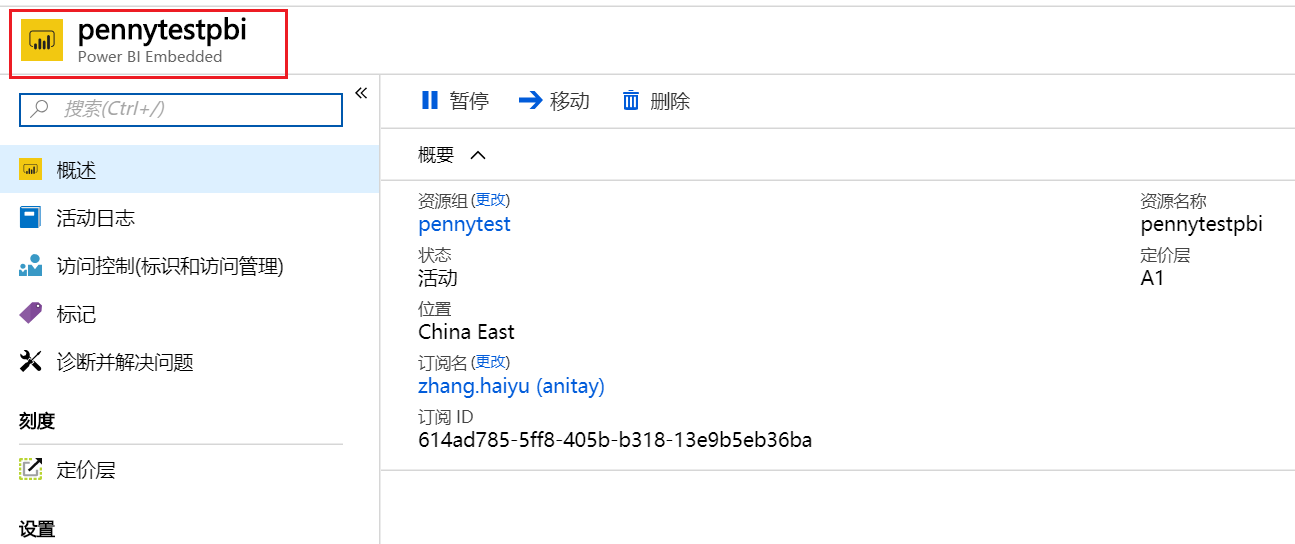 pennytestpbi
Power BI Embedded
搜索(Ctrl+/)
«
概述
活动日志
访问控制(标识和访问管理)
标记
诊断并解决问题
刻度
定价层
设置
暂停 移动 删除
概要
资源组(更改)
pennytest
状态
活动
位置
China East
订阅名(更改)
zhang.haiyu (anitay)
订阅 ID
614ad785-5ff8-405b-b318-13e9b5eb36ba
资源名称
pennytestpbi
定价层
A1